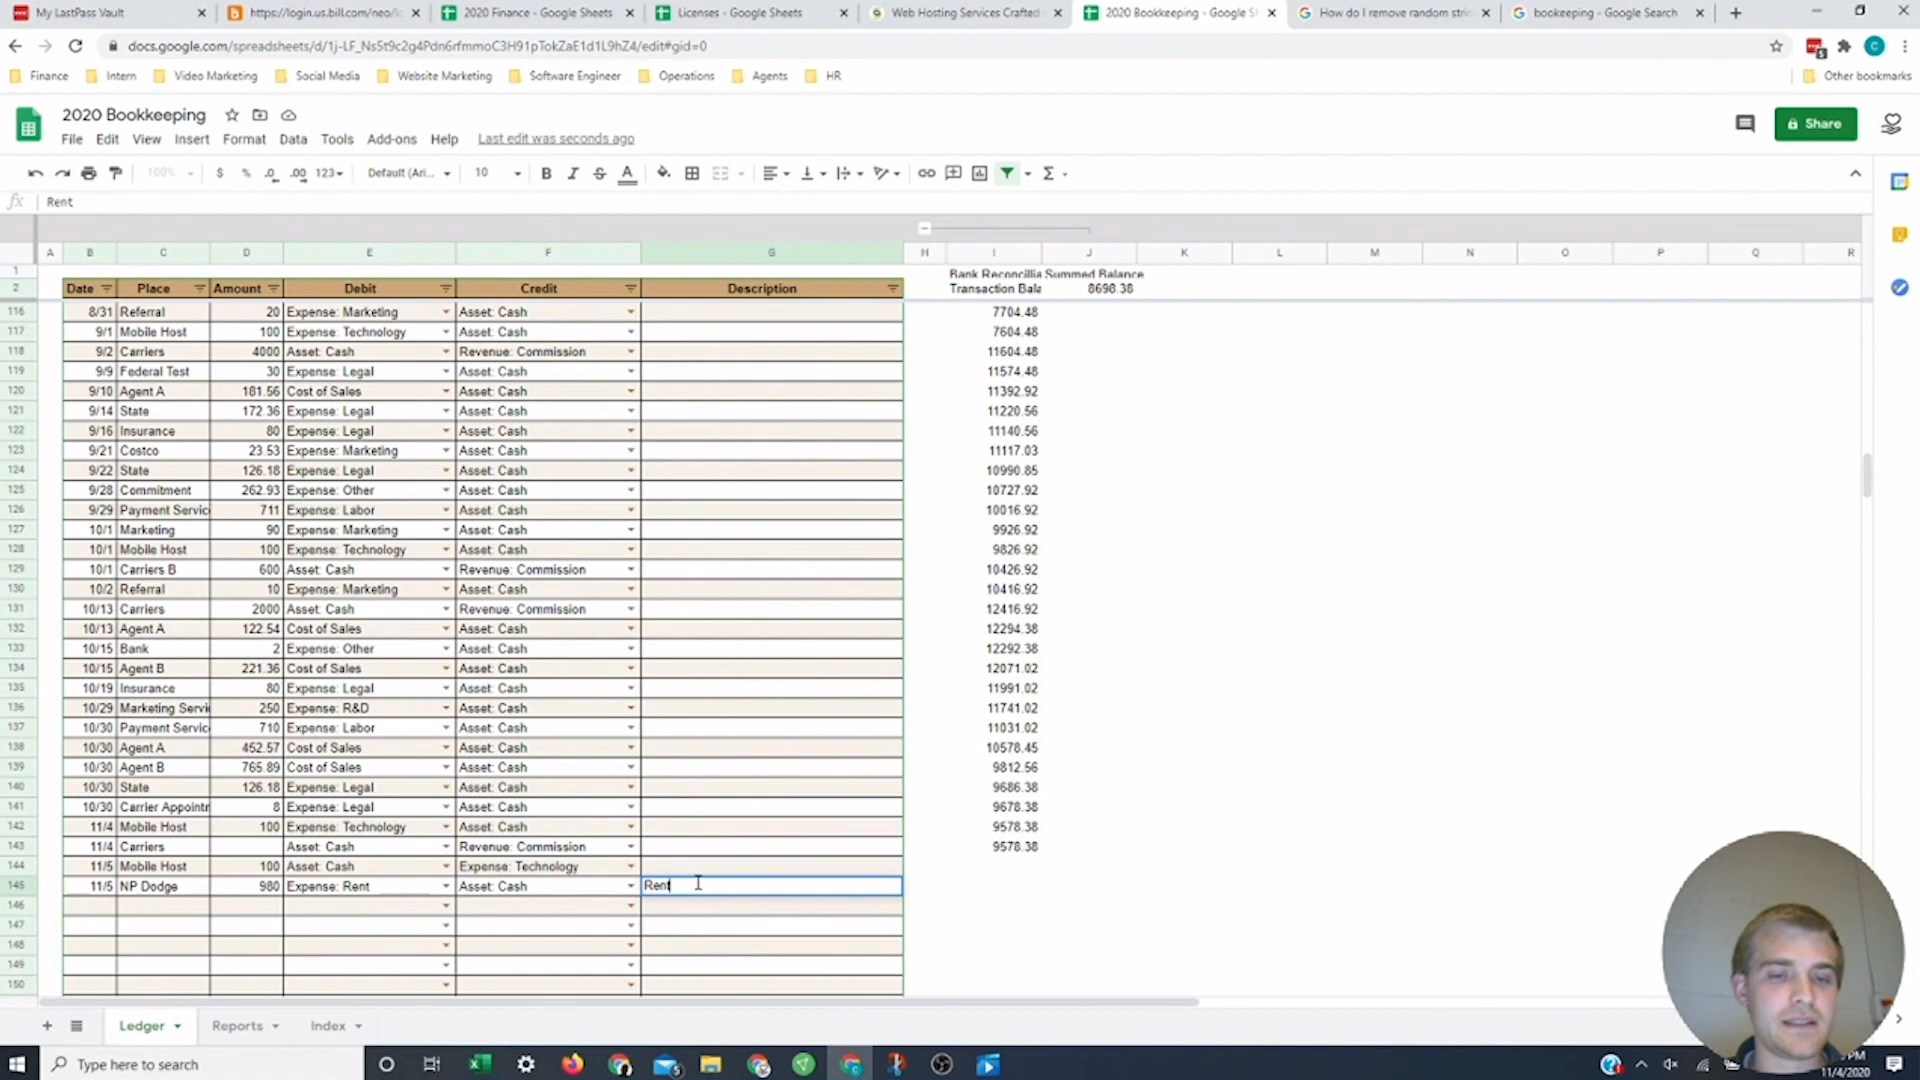 My LastPass Vault
https://login.us.bill.com/neo/lo
2020 Finance - Google Sheets
Licenses - Google Sheets
Web Hosting Services Crafted
2020 Bookkeeping - Google S
How do I remove random strin
bookeeping - Google Search
docs.google.com/spreadsheets/d/1j-LF_Ns5t9c2g4Pdn6rfmmoC3H91pTokZaE1d1L9hZ4/edit#gid=0
Finance Intern Video Marketing Social Media Website Marketing Software Engineer Operations Agents HR Other bookmarks
2020 Bookkeeping
File Edit View Insert Format Data Tools Add-ons Help Last edit was seconds ago
Share
100% $ % .0 .00 123 Default (Ari... 10 B I S A
fx Rent
A B C D E F G H I J K L M N O P Q R
1 Bank Reconcillia Summed Balance
2 Date Place Amount Debit Credit Description Transaction Bala 8698.38
116 8/31 Referral 20 Expense: Marketing Asset: Cash 7704.48
117 9/1 Mobile Host 100 Expense: Technology Asset: Cash 7604.48
118 9/2 Carriers 4000 Asset: Cash Revenue: Commission 11604.48
119 9/9 Federal Test 30 Expense: Legal Asset: Cash 11574.48
120 9/10 Agent A 181.56 Cost of Sales Asset: Cash 11392.92
121 9/14 State 172.36 Expense: Legal Asset: Cash 11220.56
122 9/16 Insurance 80 Expense: Legal Asset: Cash 11140.56
123 9/21 Costco 23.53 Expense: Marketing Asset: Cash 11117.03
124 9/22 State 126.18 Expense: Legal Asset: Cash 10990.85
125 9/28 Commitment 262.93 Expense: Other Asset: Cash 10727.92
126 9/29 Payment Servic 711 Expense: Labor Asset: Cash 10016.92
127 10/1 Marketing 90 Expense: Marketing Asset: Cash 9926.92
128 10/1 Mobile Host 100 Expense: Technology Asset: Cash 9826.92
129 10/1 Carriers B 600 Asset: Cash Revenue: Commission 10426.92
130 10/2 Referral 10 Expense: Marketing Asset: Cash 10416.92
131 10/13 Carriers 2000 Asset: Cash Revenue: Commission 12416.92
132 10/13 Agent A 122.54 Cost of Sales Asset: Cash 12294.38
133 10/15 Bank 2 Expense: Other Asset: Cash 12292.38
134 10/15 Agent B 221.36 Cost of Sales Asset: Cash 12071.02
135 10/19 Insurance 80 Expense: Legal Asset: Cash 11991.02
136 10/29 Marketing Servi 250 Expense: R&D Asset: Cash 11741.02
137 10/30 Payment Servic 710 Expense: Labor Asset: Cash 11031.02
138 10/30 Agent A 452.57 Cost of Sales Asset: Cash 10578.45
139 10/30 Agent B 765.89 Cost of Sales Asset: Cash 9812.56
140 10/30 State 126.18 Expense: Legal Asset: Cash 9686.38
141 10/30 Carrier Appointr 8 Expense: Legal Asset: Cash 9678.38
142 11/4 Mobile Host 100 Expense: Technology Asset: Cash 9578.38
143 11/4 Carriers Asset: Cash Revenue: Commission 9578.38
144 11/5 Mobile Host 100 Asset: Cash Expense: Technology
145 11/5 NP Dodge 980 Expense: Rent Asset: Cash Rent
146
147
148
149
150
Ledger Reports Index
Type here to search
PM
11/4/2020